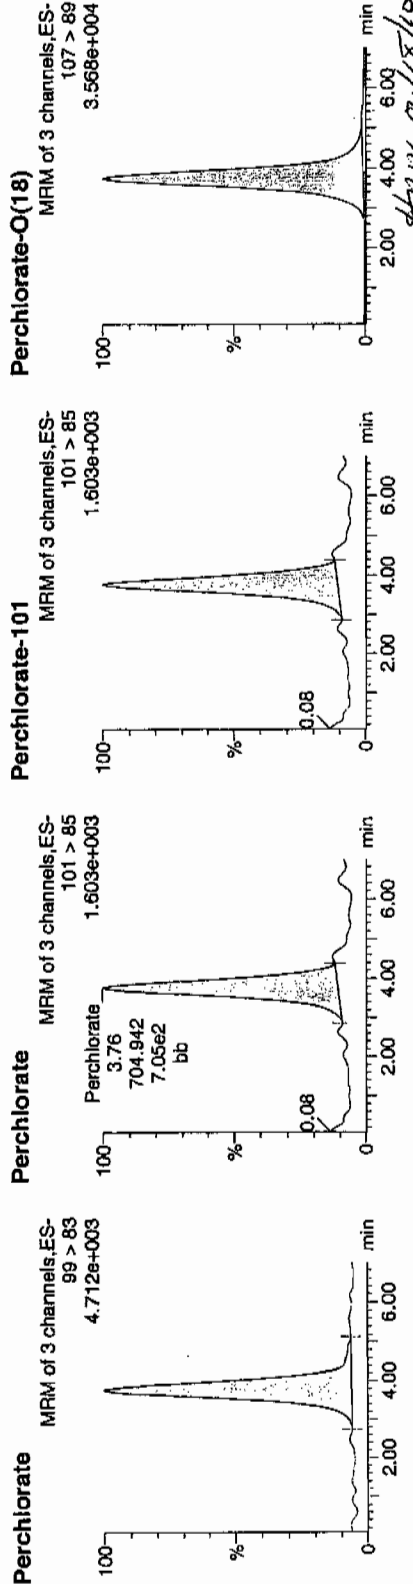 Perchlorate
MRM of 3 channels,ES-
99 > 83
4.712e+003
100
%
0
2.00
4.00
6.00
min
Perchlorate
MRM of 3 channels,ES-
101 > 85
1.603e+003
100
Perchlorate
3.76
704.942
7.05e2
bb
%
0.08
0
2.00
4.00
6.00
min
Perchlorate-101
MRM of 3 channels,ES-
101 > 85
1.603e+003
100
%
0.08
0
2.00
4.00
6.00
min
Perchlorate-O(18)
MRM of 3 channels,ES-
107 > 89
3.568e+004
100
%
0
2.00
4.00
6.00
min